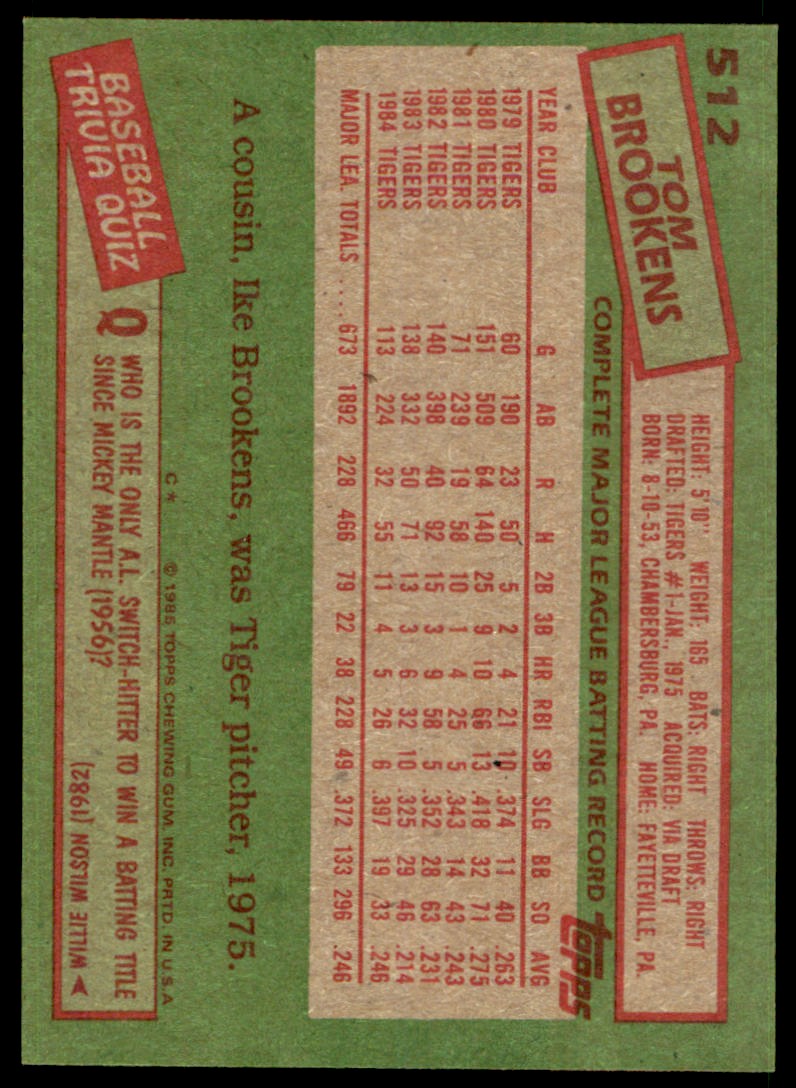 512
TOM
BROOKENS
HEIGHT: 5'10" WEIGHT: 165 BATS: RIGHT THROWS: RIGHT
DRAFTED: TIGERS #1-JAN., 1975 ACQUIRED: VIA DRAFT
BORN: 8-10-53, CHAMBERSBURG, PA. HOME: FAYETTEVILLE, PA.
COMPLETE MAJOR LEAGUE BATTING RECORD topps
YEAR CLUB G AB R H 2B 3B HR RBI SB SLG BB SO AVG
1979 TIGERS 60 190 23 50 5 2 4 21 10 .374 11 40 .263
1980 TIGERS 151 509 64 140 25 9 10 66 13 .418 32 71 .275
1981 TIGERS 71 239 19 58 10 1 4 25 5 .343 14 43 .243
1982 TIGERS 140 398 40 92 15 3 9 58 5 .352 28 63 .231
1983 TIGERS 138 332 50 71 13 3 6 32 10 .325 29 46 .214
1984 TIGERS 113 224 32 55 11 4 5 26 6 .397 19 33 .246
MAJOR LEA. TOTALS .... 673 1892 228 466 79 22 38 228 49 .372 133 296 .246
A cousin, Ike Brookens, was Tiger pitcher, 1975.
C* © 1985 TOPPS CHEWING GUM, INC. PRTD. IN U.S.A
BASEBALL
TRIVIA QUIZ
Q WHO IS THE ONLY A.L. SWITCH-HITTER TO WIN A BATTING TITLE
SINCE MICKEY MANTLE (1956)?
WILLIE WILSON (1982)